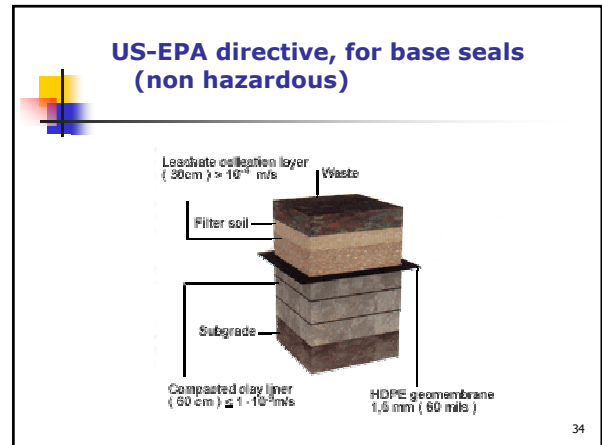 US-EPA directive, for base seals
(non hazardous)
Leachate collection layer
( 30cm ) > 10⁻⁴ m/s
Waste
Filter soil
Subgrade
Compacted clay liner
( 60 cm ) ≤ 1 · 10⁻⁹m/s
HDPE geomembrane
1,5 mm ( 60 mils )
34